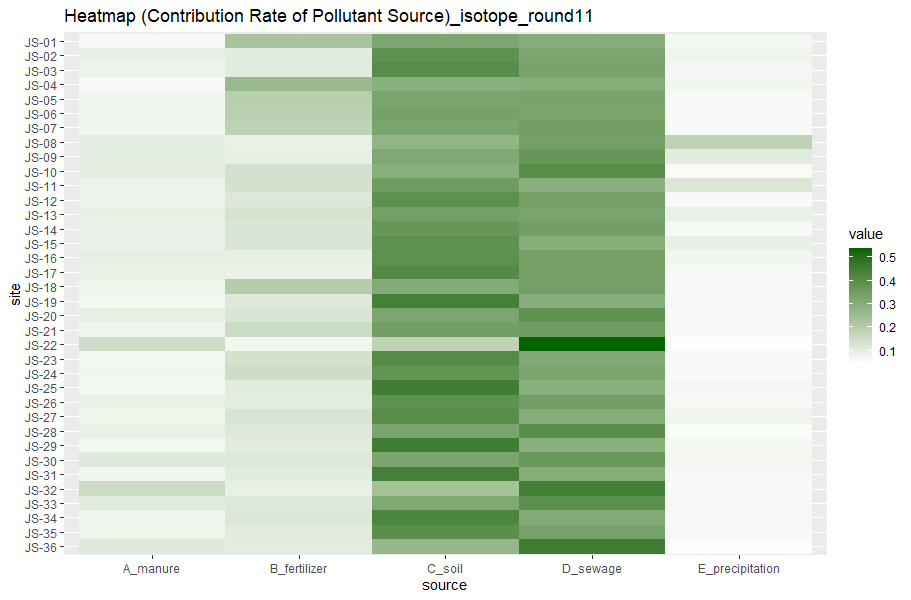 Heatmap (Contribution Rate of Pollutant Source)_isotope_round11
JS-01
JS-02
JS-03
JS-04
JS-05
JS-06
JS-07
JS-08
JS-09
JS-10
JS-11
JS-12
JS-13
JS-14
JS-15
JS-16
JS-17
JS-18
JS-19
JS-20
JS-21
JS-22
JS-23
JS-24
JS-25
JS-26
JS-27
JS-28
JS-29
JS-30
JS-31
JS-32
JS-33
JS-34
JS-35
JS-36
site
A_manure B_fertilizer C_soil D_sewage E_precipitation
source
value
0.5
0.4
0.3
0.2
0.1